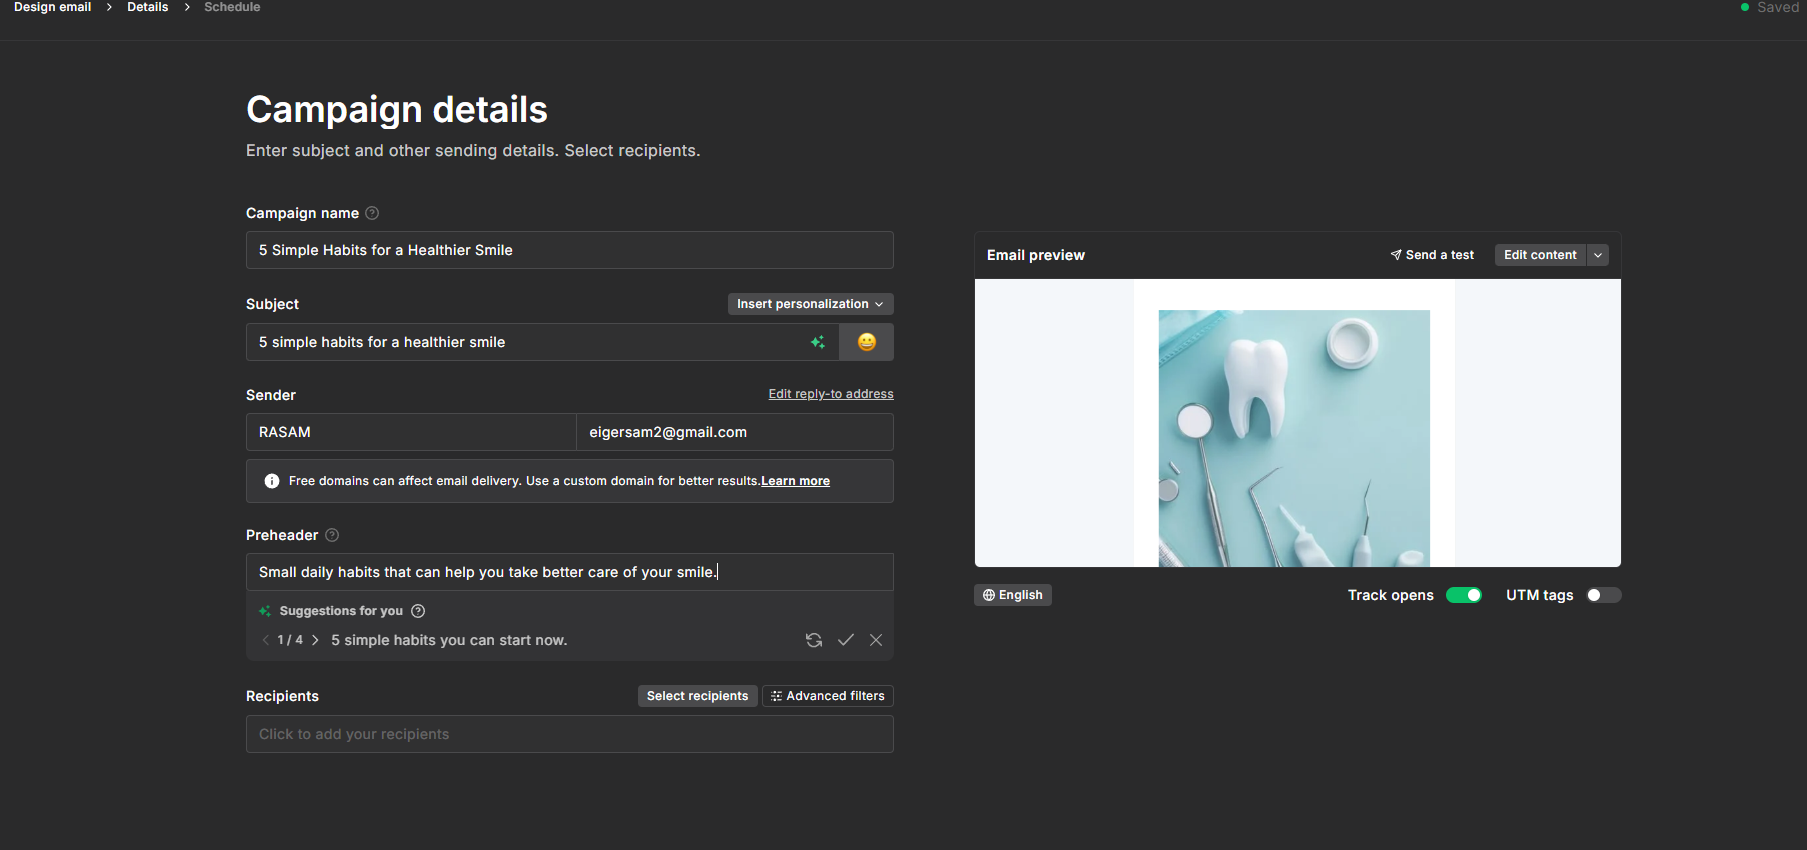 Design email > Details > Schedule
Saved
Campaign details
Enter subject and other sending details. Select recipients.
Campaign name
5 Simple Habits for a Healthier Smile
Subject
Insert personalization
5 simple habits for a healthier smile
Sender
Edit reply-to address
RASAM
eigersam2@gmail.com
Free domains can affect email delivery. Use a custom domain for better results.Learn more
Preheader
Small daily habits that can help you take better care of your smile.
Suggestions for you
1 / 4
5 simple habits you can start now.
Recipients
Select recipients
Advanced filters
Click to add your recipients
Email preview
Send a test
Edit content
English
Track opens
UTM tags